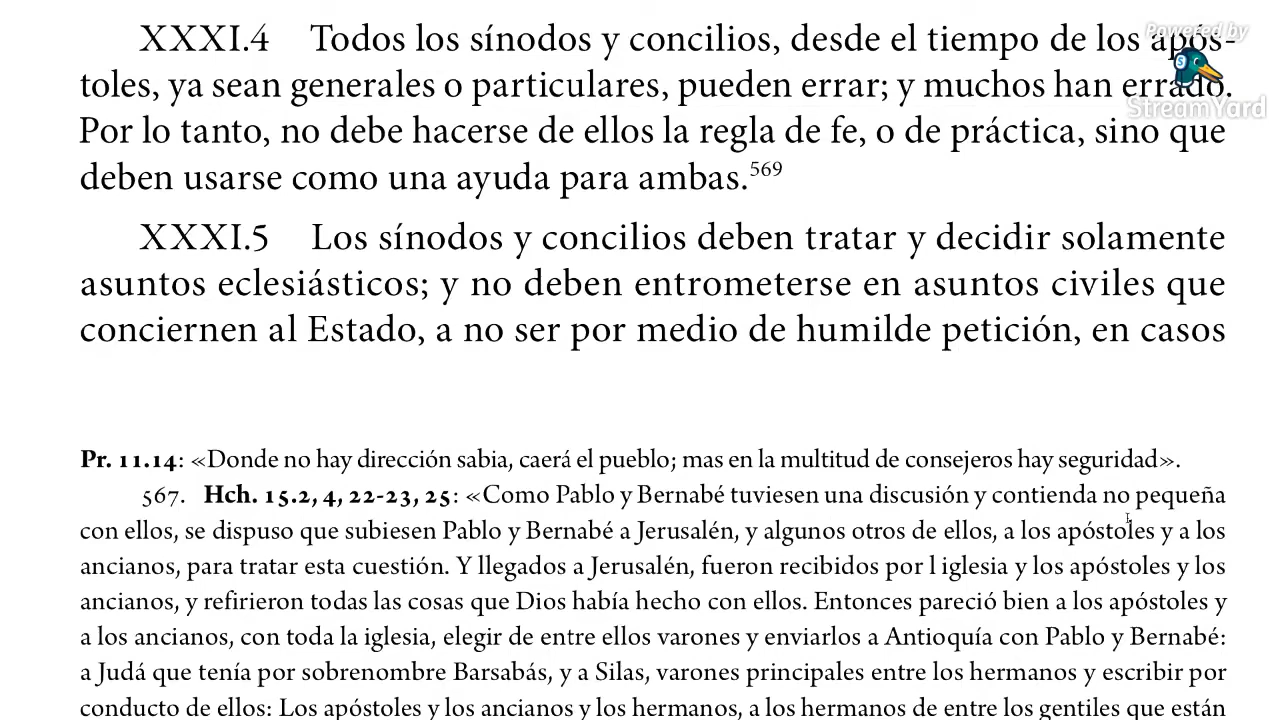 Powered by
StreamYard
XXXI.4 Todos los sínodos y concilios, desde el tiempo de los após-
toles, ya sean generales o particulares, pueden errar; y muchos han errado.
Por lo tanto, no debe hacerse de ellos la regla de fe, o de práctica, sino que
deben usarse como una ayuda para ambas.569
XXXI.5 Los sínodos y concilios deben tratar y decidir solamente
asuntos eclesiásticos; y no deben entrometerse en asuntos civiles que
conciernen al Estado, a no ser por medio de humilde petición, en casos
Pr. 11.14: «Donde no hay dirección sabia, caerá el pueblo; mas en la multitud de consejeros hay seguridad».
567. Hch. 15.2, 4, 22-23, 25: «Como Pablo y Bernabé tuviesen una discusión y contienda no pequeña
con ellos, se dispuso que subiesen Pablo y Bernabé a Jerusalén, y algunos otros de ellos, a los apóstoles y a los
ancianos, para tratar esta cuestión. Y llegados a Jerusalén, fueron recibidos por l iglesia y los apóstoles y los
ancianos, y refirieron todas las cosas que Dios había hecho con ellos. Entonces pareció bien a los apóstoles y
a los ancianos, con toda la iglesia, elegir de entre ellos varones y enviarlos a Antioquía con Pablo y Bernabé:
a Judá que tenía por sobrenombre Barsabás, y a Silas, varones principales entre los hermanos y escribir por
conducto de ellos: Los apóstoles y los ancianos y los hermanos, a los hermanos de entre los gentiles que están